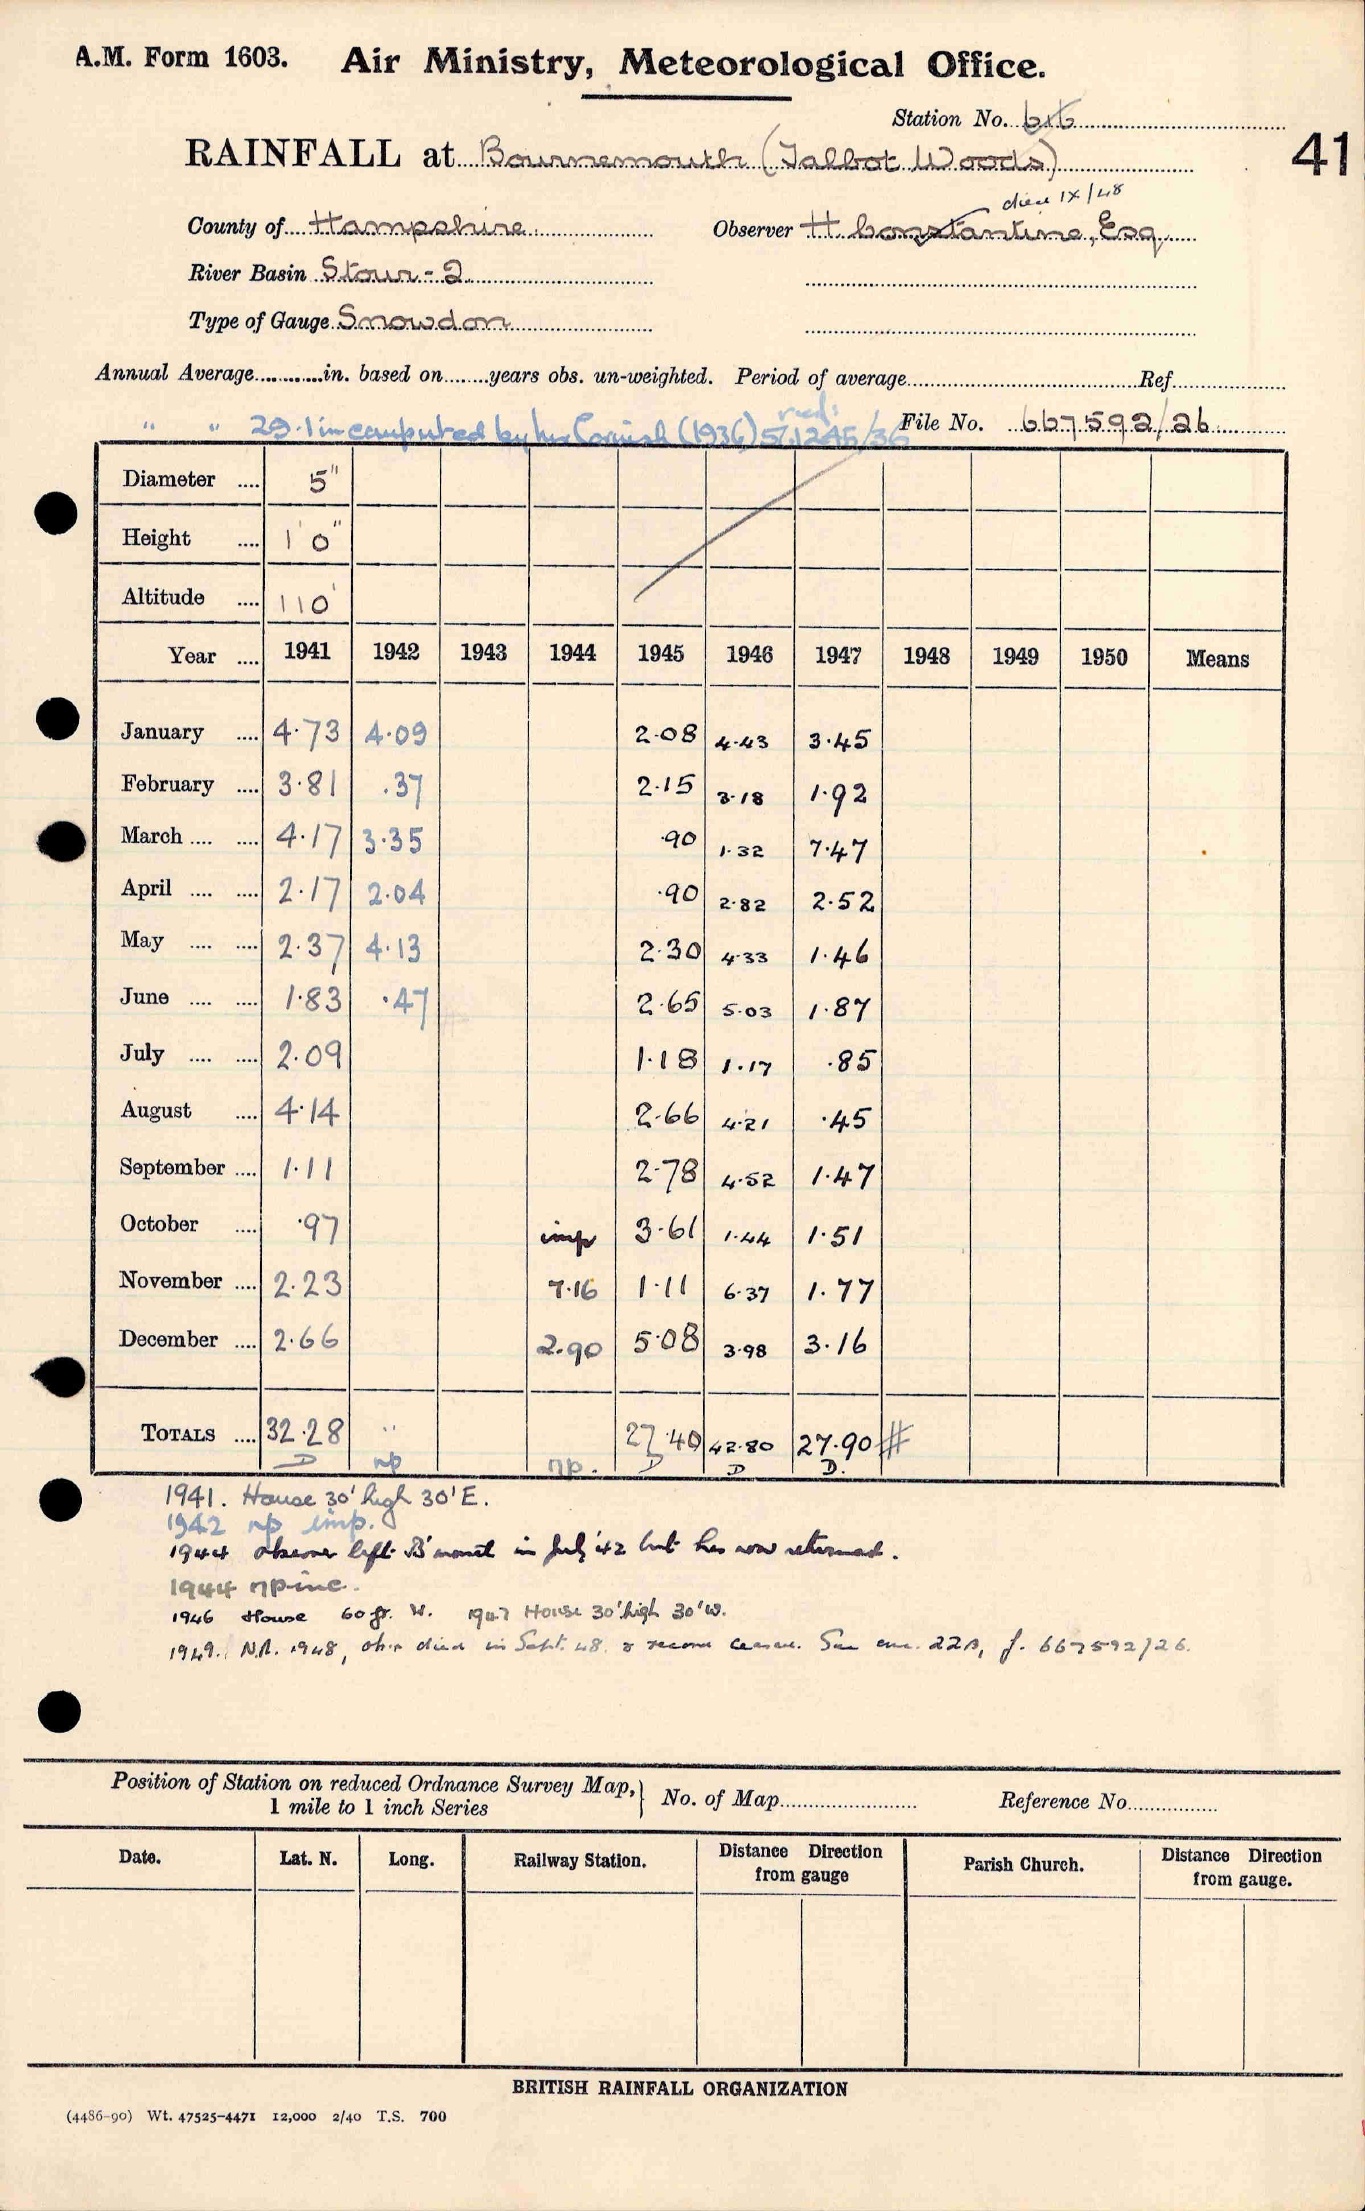 A.M. Form 1603. Air Ministry, Meteorological Office.
Station No. 616
41
RAINFALL at Bournemouth (Talbot Woods)
died IX/48
County of Hampshire Observer H. Constantine, Esq
River Basin Stour-2
Type of Gauge Snowdon
Annual Average............in. based on........years obs. un-weighted. Period of average........Ref........
" " 29.1 in computed by Cornish (1936) 1245/36 File No. 667592/26
Diameter .... 5"
Height .... 1' 0"
Altitude .... 110'
Year .... 1941 1942 1943 1944 1945 1946 1947 1948 1949 1950 Means
January .... 4.73 4.09 2.08 4.43 3.45
February .... 3.81 .37 2.15 3.18 1.92
March .... .... 4.17 3.35 .90 1.32 7.47
April .... .... 2.17 2.04 .90 2.82 2.52
May .... .... 2.37 4.13 2.30 4.33 1.46
June .... .... 1.83 .47 2.65 5.03 1.87
July .... .... 2.09 1.18 1.17 .85
August .... 4.14 2.66 4.21 .45
September .... 1.11 2.78 4.52 1.47
October .... .97 imp 3.61 1.44 1.51
November .... 2.23 7.16 1.11 6.37 1.77
December .... 2.66 2.90 5.08 3.98 3.16
TOTALS .... 32.28 .. 27.40 42.80 27.90 #
D np np. D D D.
1941. House 30' high 30' E.
1942 np imp.
1944 observer left B'mout in July '42 but has now returned.
1944 np inc.
1946 House 60 ft. W. 1947 House 30' high 30' W.
1949. N.R. 1948, obsr died in Sept. 48 & record ceased. See enc. 22A, f. 667592/26.
Position of Station on reduced Ordnance Survey Map, } No. of Map........ Reference No........
1 mile to 1 inch Series
Date. Lat. N. Long. Railway Station. Distance Direction from gauge Parish Church. Distance Direction from gauge.
BRITISH RAINFALL ORGANIZATION
(4486-90) Wt. 47525-4471 12,000 2/40 T.S. 700